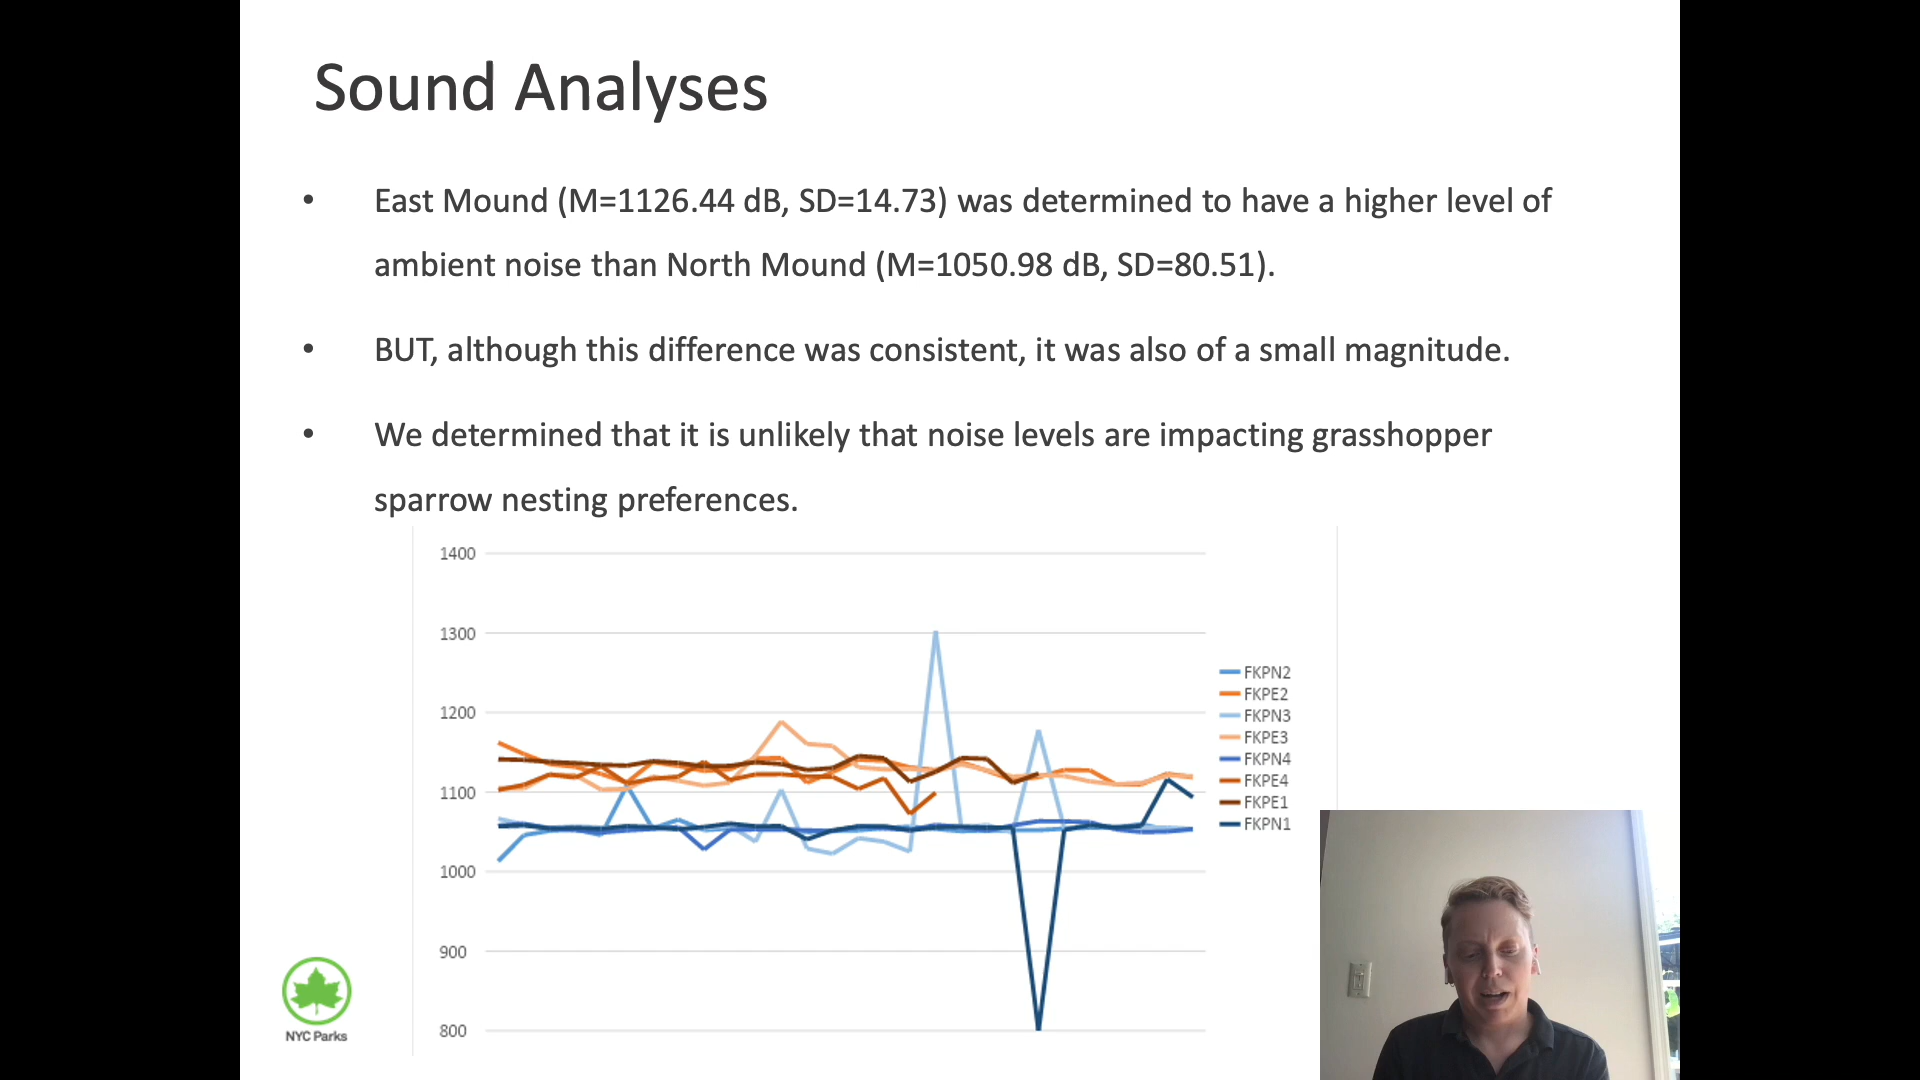 Sound Analyses
• East Mound (M=1126.44 dB, SD=14.73) was determined to have a higher level of
ambient noise than North Mound (M=1050.98 dB, SD=80.51).
• BUT, although this difference was consistent, it was also of a small magnitude.
• We determined that it is unlikely that noise levels are impacting grasshopper
sparrow nesting preferences.
1400
1300
1200
1100
1000
900
800
FKPN2
FKPE2
FKPN3
FKPE3
FKPN4
FKPE4
FKPE1
FKPN1
NYC Parks